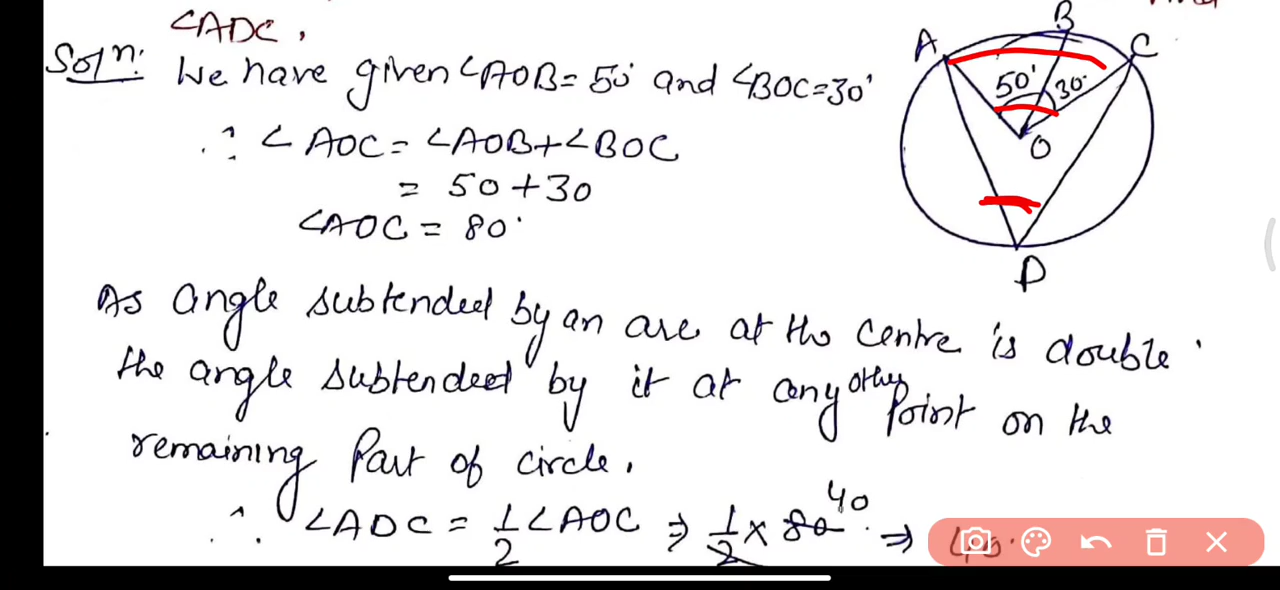 ∠ADC,
Solⁿ: We have given ∠AOB = 50° and ∠BOC = 30°
∴ ∠AOC = ∠AOB + ∠BOC
= 50 + 30
∠AOC = 80°
As angle subtended by an arc at the centre is double
the angle subtended by it at any other point on the
remaining Part of circle.
∴ ∠ADC = 1/2 ∠AOC ⇒ 1/2 × 80 40° ⇒ 40°
B
A
C
50°
30°
O
D